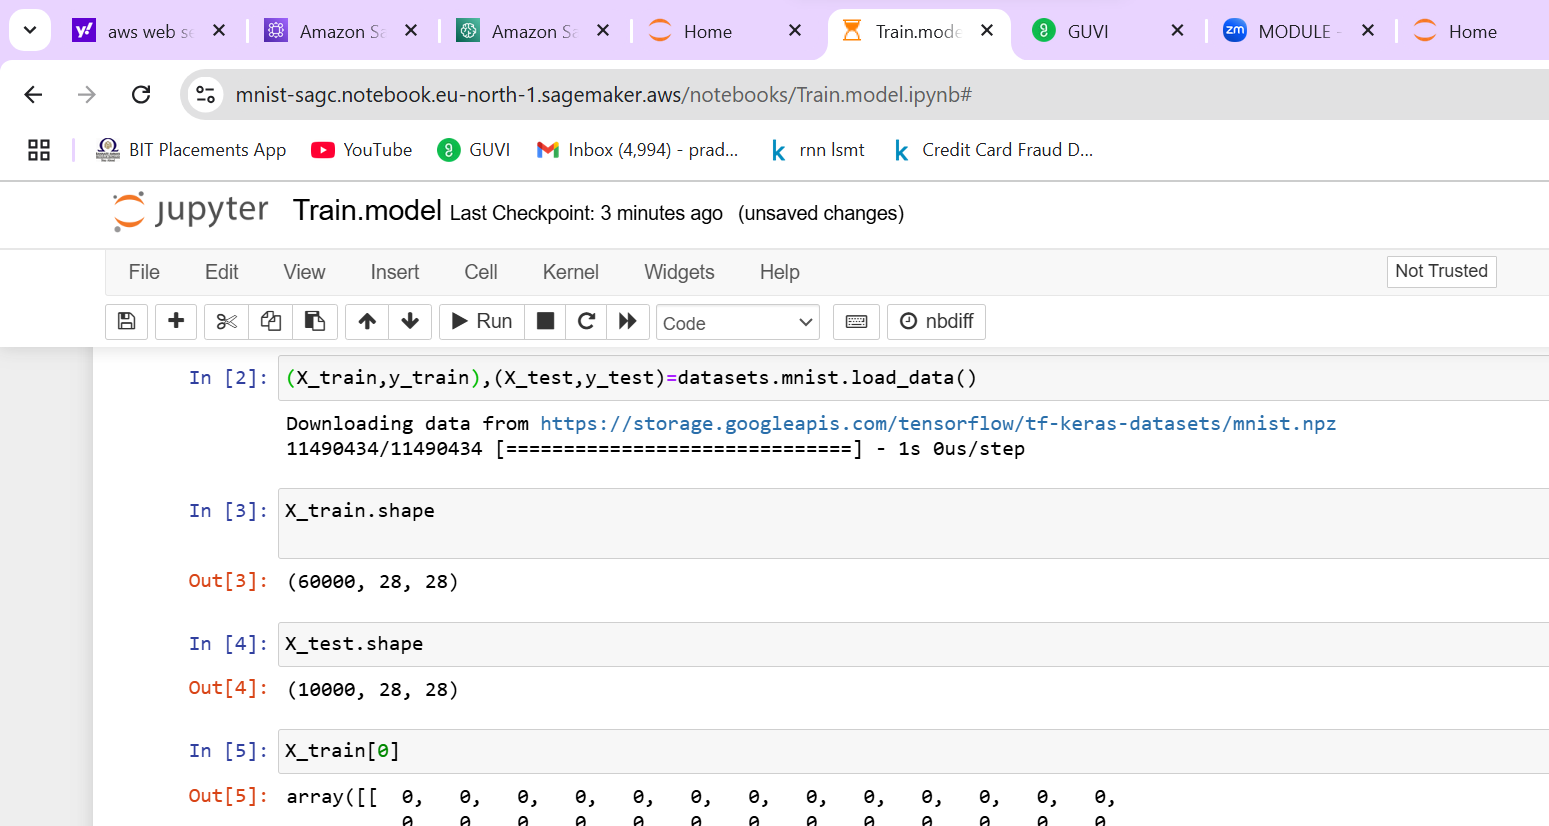 aws web se
Amazon Sa
Amazon Sa
Home
Train.mode
GUVI
zm MODULE -
Home
mnist-sagc.notebook.eu-north-1.sagemaker.aws/notebooks/Train.model.ipynb#
BIT Placements App YouTube GUVI Inbox (4,994) - prad... rnn lsmt Credit Card Fraud D...
jupyter Train.model Last Checkpoint: 3 minutes ago (unsaved changes)
File Edit View Insert Cell Kernel Widgets Help Not Trusted
Run Code nbdiff
In [2]: (X_train,y_train),(X_test,y_test)=datasets.mnist.load_data()
Downloading data from https://storage.googleapis.com/tensorflow/tf-keras-datasets/mnist.npz
11490434/11490434 [==============================] - 1s 0us/step
In [3]: X_train.shape
Out[3]: (60000, 28, 28)
In [4]: X_test.shape
Out[4]: (10000, 28, 28)
In [5]: X_train[0]
Out[5]: array([[ 0, 0, 0, 0, 0, 0, 0, 0, 0, 0, 0, 0, 0,